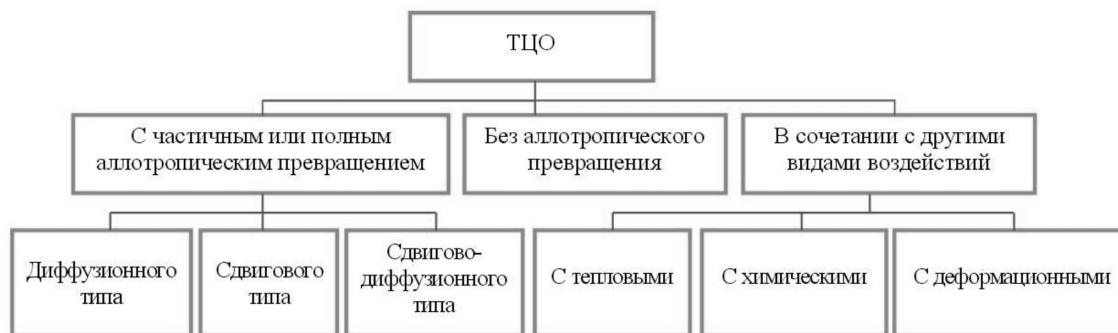 ТЦО
С частичным или полным
аллотропическим превращением
Без аллотропического
превращения
В сочетании с другими
видами воздействий
Диффузионного
типа
Сдвигового
типа
Сдвигово-
диффузионного
типа
С тепловыми
С химическими
С деформационными